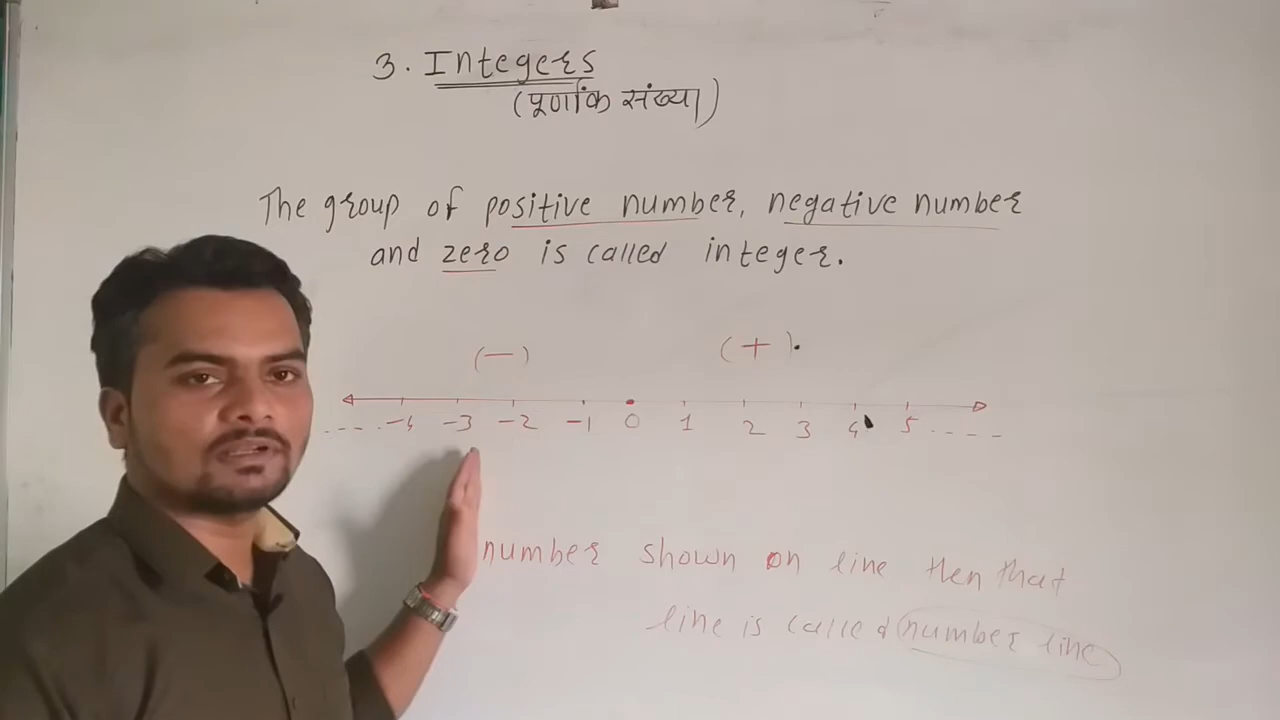 3. Integers
(पूर्णांक संख्या)
The group of positive number, negative number
and zero is called integer.
(−) (+).
---- -4 -3 -2 -1 0 1 2 3 4 5 ----
number shown on line then that
line is called number line